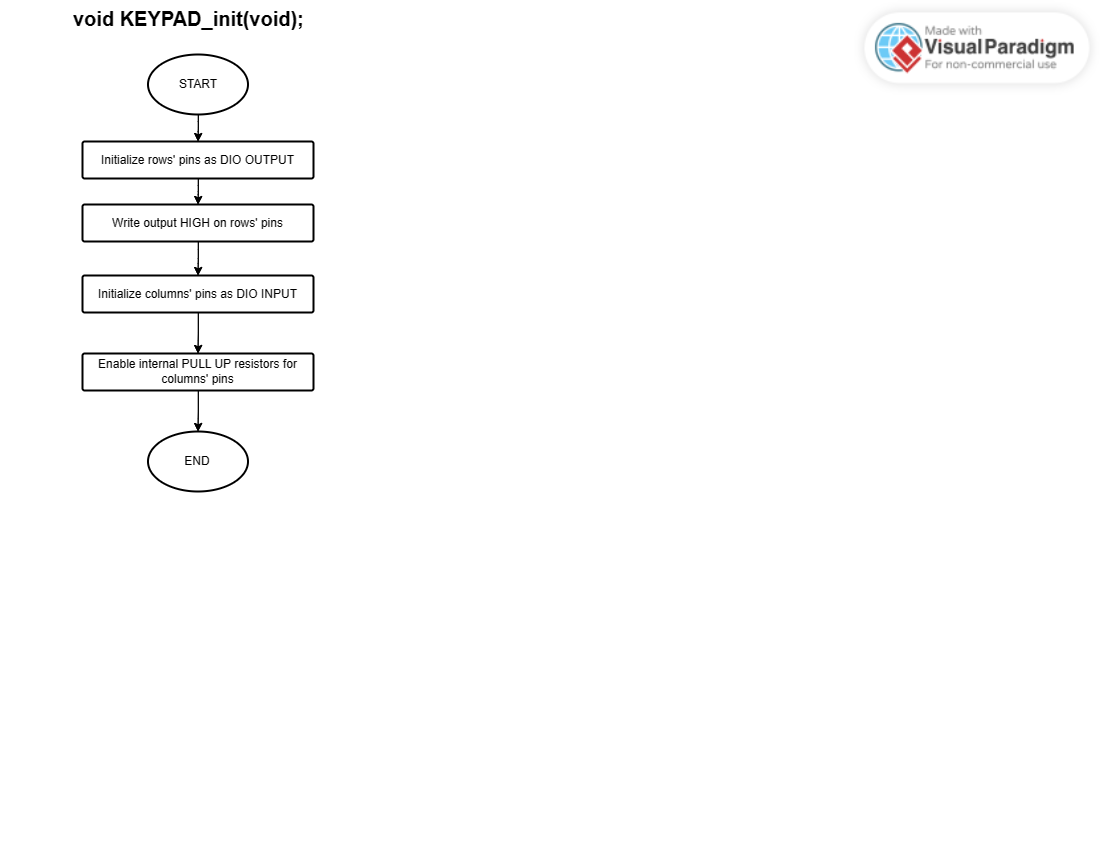 void KEYPAD_init(void);
Made with
Visual Paradigm
For non-commercial use
START
Initialize rows' pins as DIO OUTPUT
Write output HIGH on rows' pins
Initialize columns' pins as DIO INPUT
Enable internal PULL UP resistors for
columns' pins
END